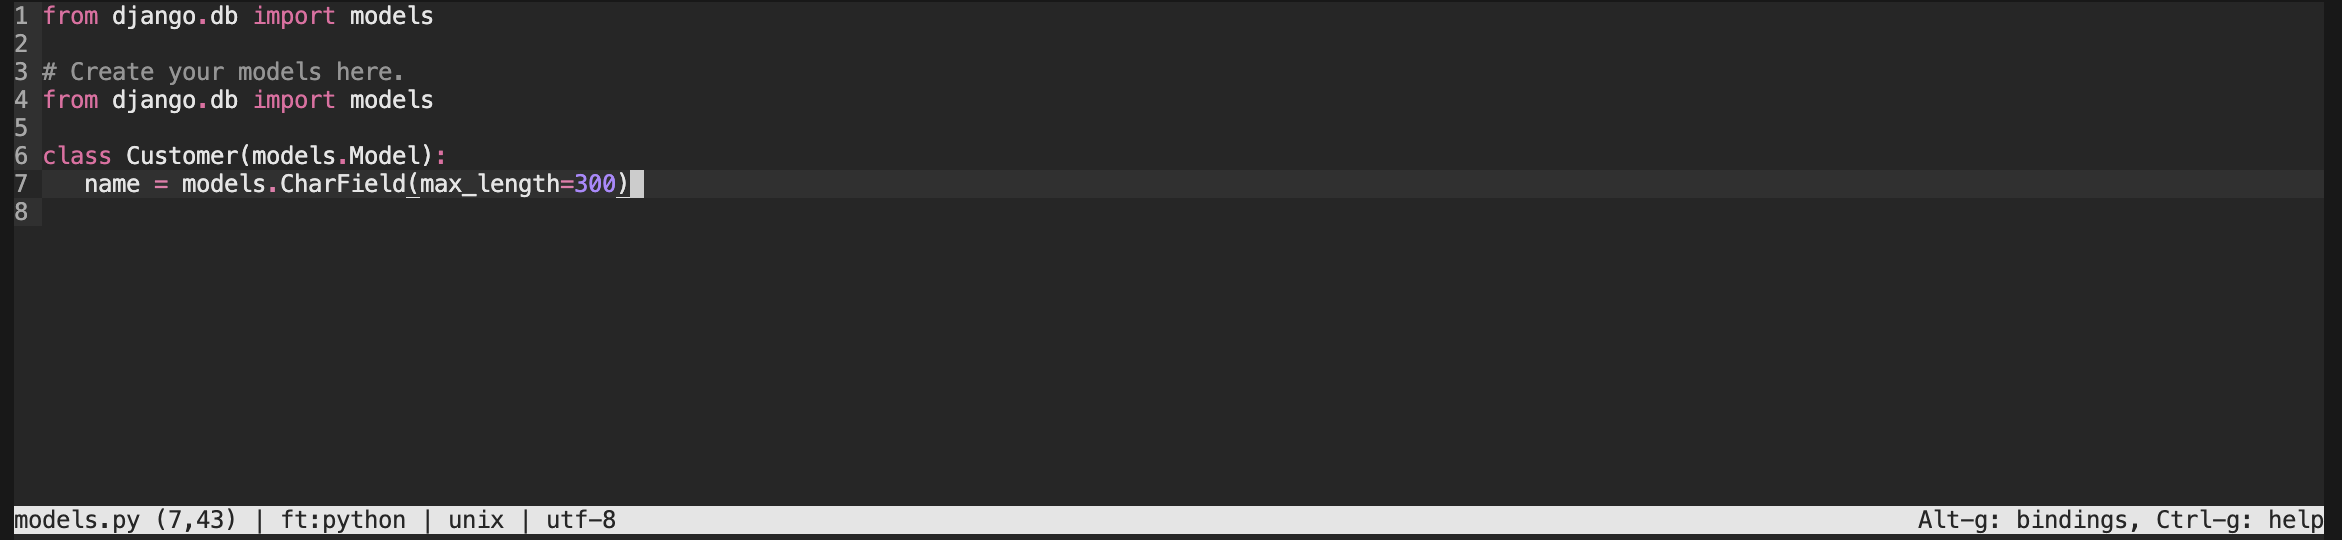 1 from django.db import models
2
3 # Create your models here.
4 from django.db import models
5
6 class Customer(models.Model):
7    name = models.CharField(max_length=300)
8
models.py (7,43) | ft:python | unix | utf-8 Alt-g: bindings, Ctrl-g: help